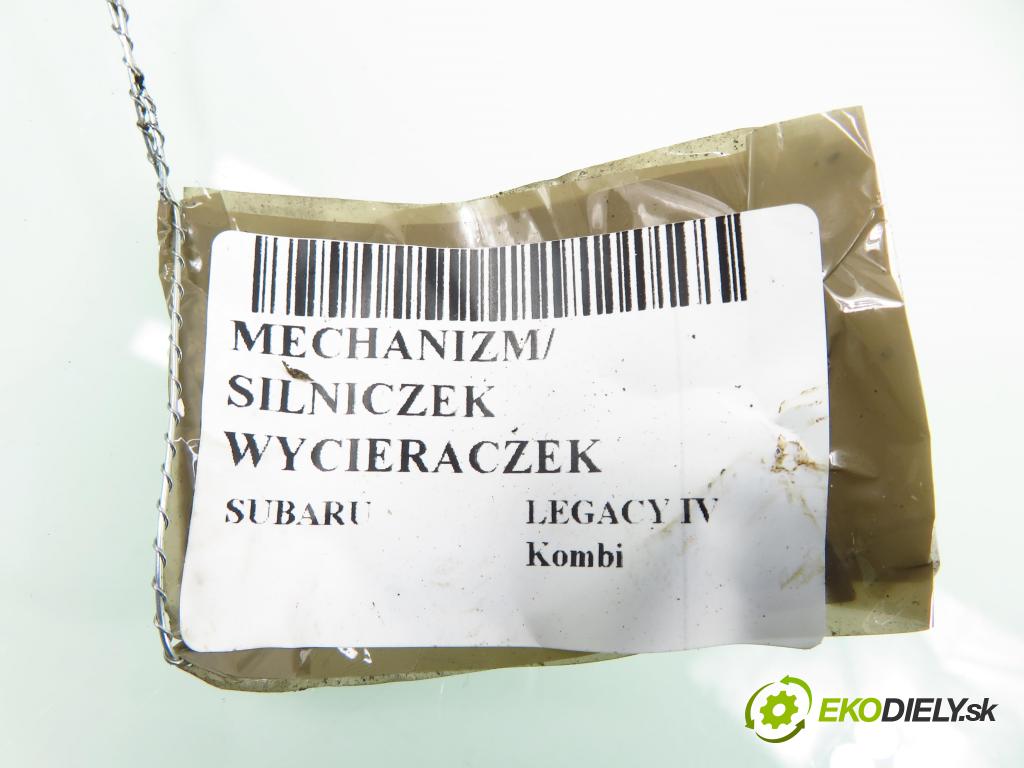 MECHANIZM/
SILNICZEK
WYCIERACZEK
SUBARU LEGACY IV
Kombi
EKODIELY.sk